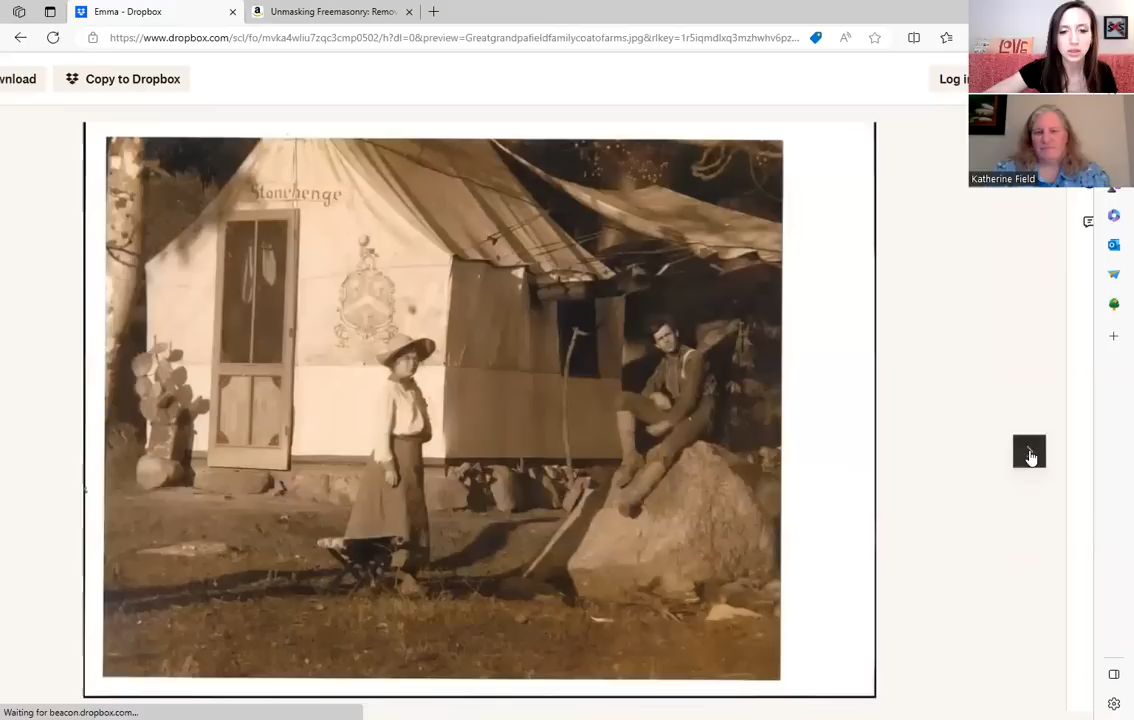 Emma - Dropbox
Unmasking Freemasonry: Remov
https://www.dropbox.com/scl/fo/mvka4wliu7zqc3cmp0502/h?dl=0&preview=Greatgrandpafieldfamilycoatofarms.jpg&rlkey=1r5iqmdlxq3mzhwhv6pz...
wnload
Copy to Dropbox
Log i
LOVE
Katherine Field
Stonehenge
Waiting for beacon.dropbox.com...